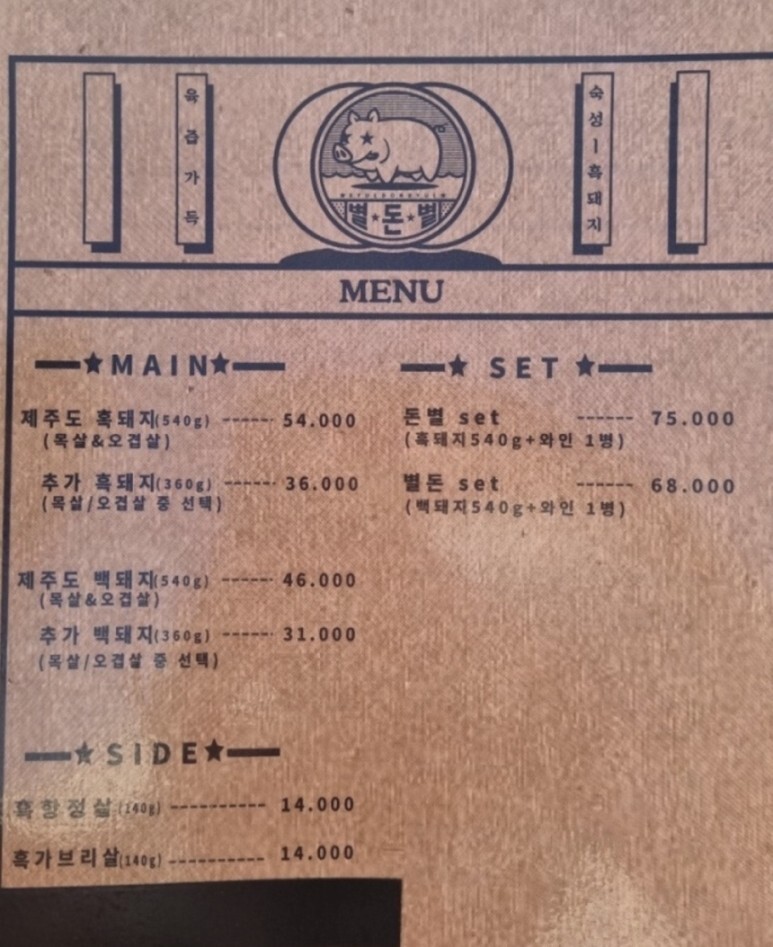 육즙가득
숙성ㅣ흑돼지
별★돈★별
MENU
★MAIN★
제주도 흑돼지(540g) ------ 54.000
(목살&오겹살)
추가 흑돼지(360g) ------ 36.000
(목살/오겹살 중 선택)
제주도 백돼지(540g) ------ 46.000
(목살&오겹살)
추가 백돼지(360g) ------ 31.000
(목살/오겹살 중 선택)
★SIDE★
흑항정살(140g) ---------- 14.000
흑가브리살(140g) ---------- 14.000
★ SET ★
돈별 set ------ 75.000
(흑돼지540g+와인 1병)
별돈 set ------ 68.000
(백돼지540g+와인 1병)